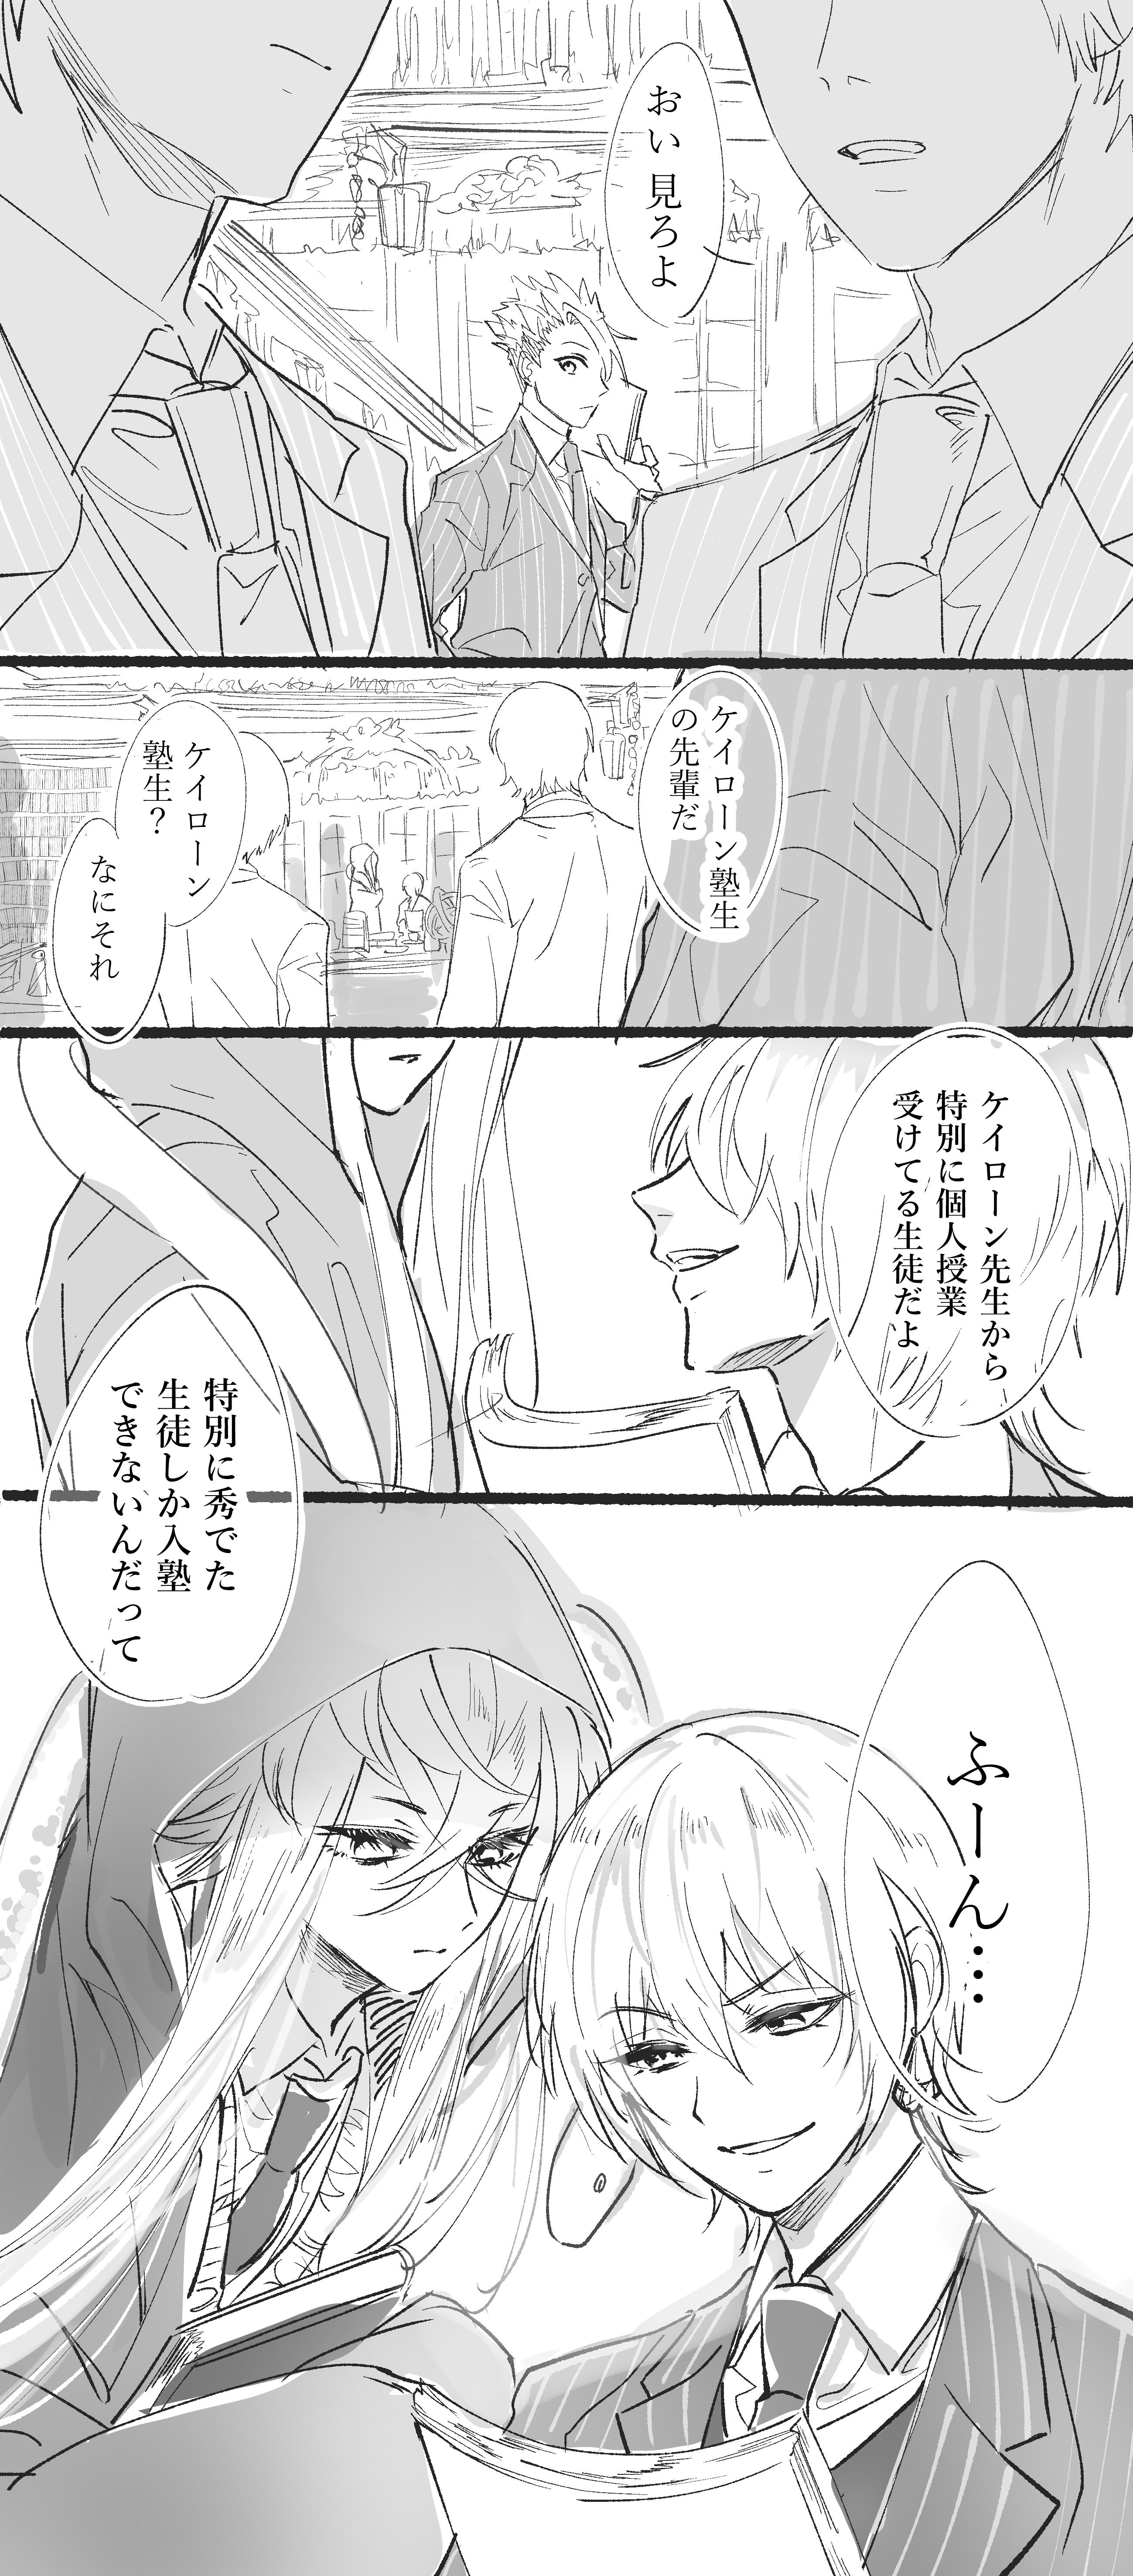 おい 見ろよ
ケイローン塾生
の先輩だ
ケイローン
塾生？
なにそれ
ケイローン先生から
特別に個人授業
受けてる生徒だよ
特別に秀でた
生徒しか入塾
できないんだって
ふーん…